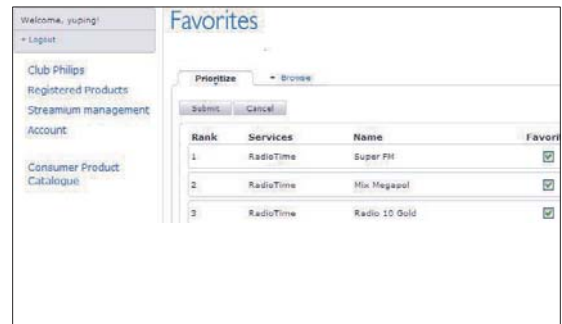 Welcome, yuping!
Logout
Favorites
Club Philips
Registered Products
Streamium management
Account
Consumer Product
Catalogue
Prioritize Browse
Submit Cancel
Rank Services Name Favorit
1 RadioTime Super FM
2 RadioTime Mix Megapol
3 RadioTime Radio 10 Gold